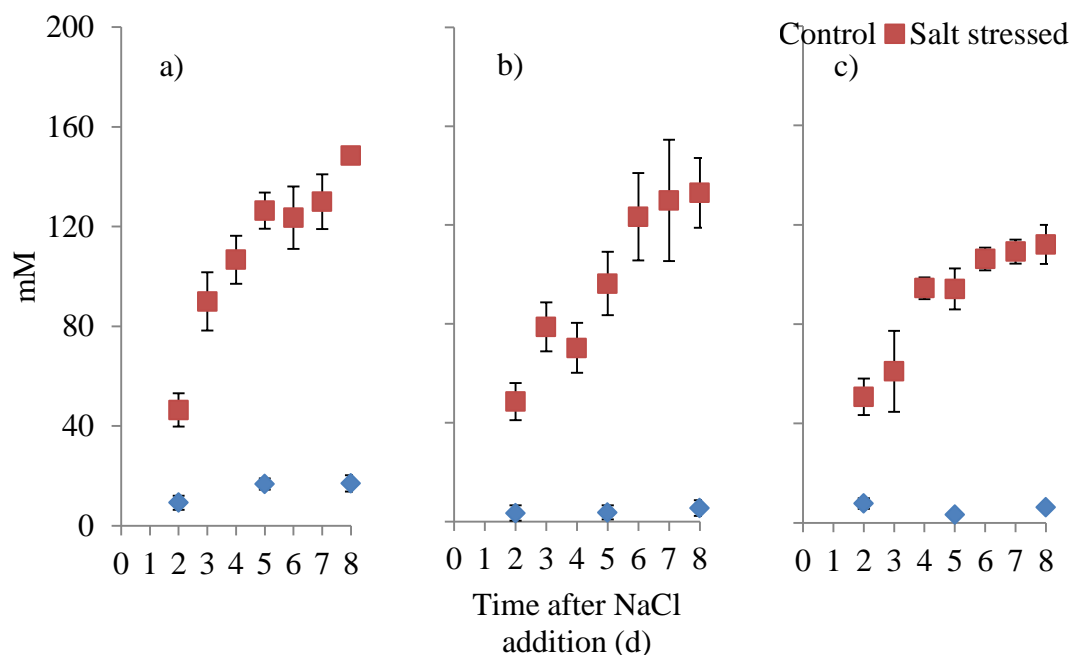 Control Salt stressed
a)
b)
c)
mM
200
160
120
80
40
0
0 1 2 3 4 5 6 7 8
0 1 2 3 4 5 6 7 8
0 1 2 3 4 5 6 7 8
Time after NaCl
addition (d)